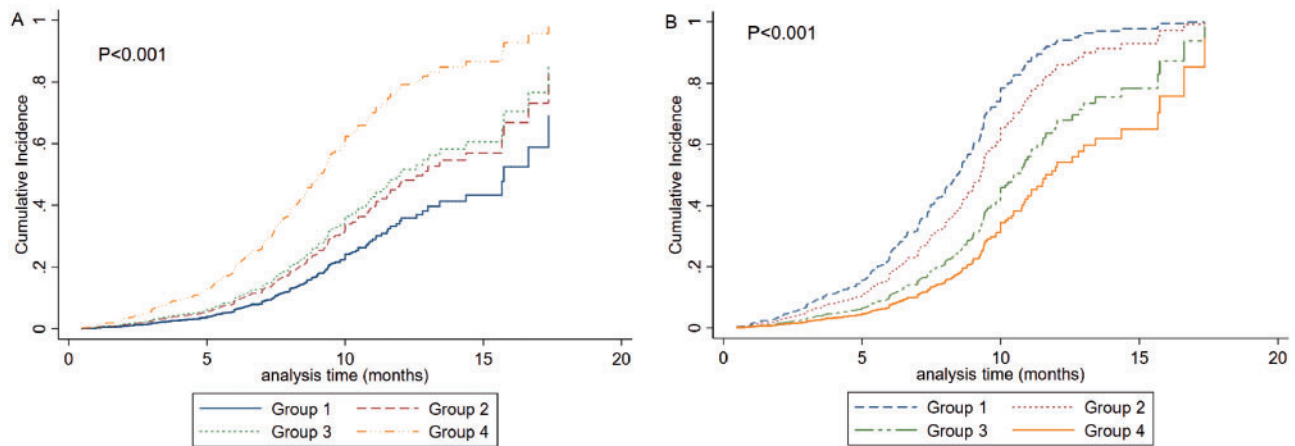 A
P<0.001
Cumulative Incidence
0 .2 .4 .6 .8 1
0 5 10 15 20
analysis time (months)
Group 1 Group 2
Group 3 Group 4
B
P<0.001
Cumulative Incidence
0 .2 .4 .6 .8 1
0 5 10 15 20
analysis time (months)
Group 1 Group 2
Group 3 Group 4